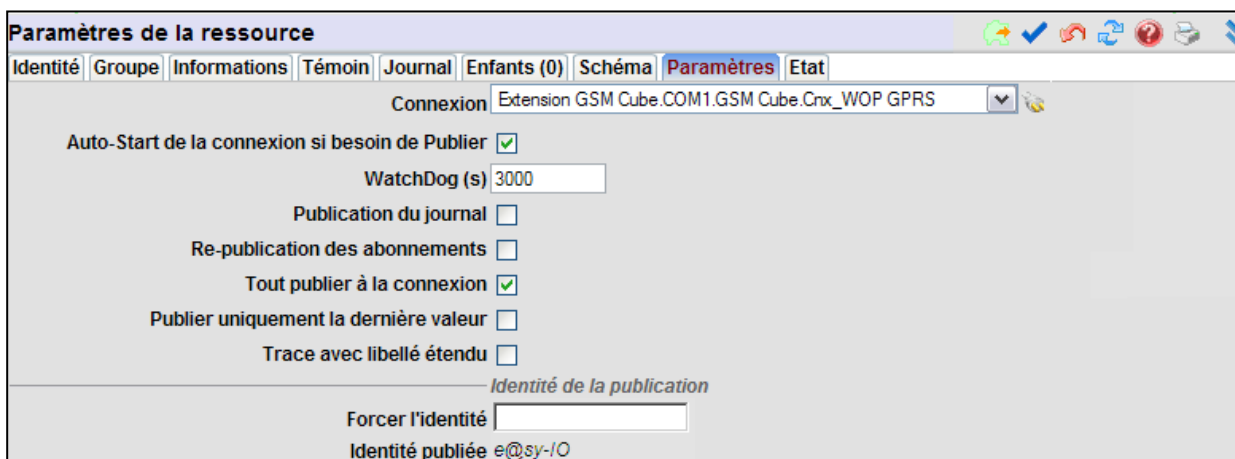 Paramètres de la ressource
Identité Groupe Informations Témoin Journal Enfants (0) Schéma Paramètres Etat
Connexion Extension GSM Cube.COM1.GSM Cube.Cnx_WOP GPRS
Auto-Start de la connexion si besoin de Publier
WatchDog (s) 3000
Publication du journal
Re-publication des abonnements
Tout publier à la connexion
Publier uniquement la dernière valeur
Trace avec libellé étendu
Identité de la publication
Forcer l'identité
Identité publiée e@sy-IO